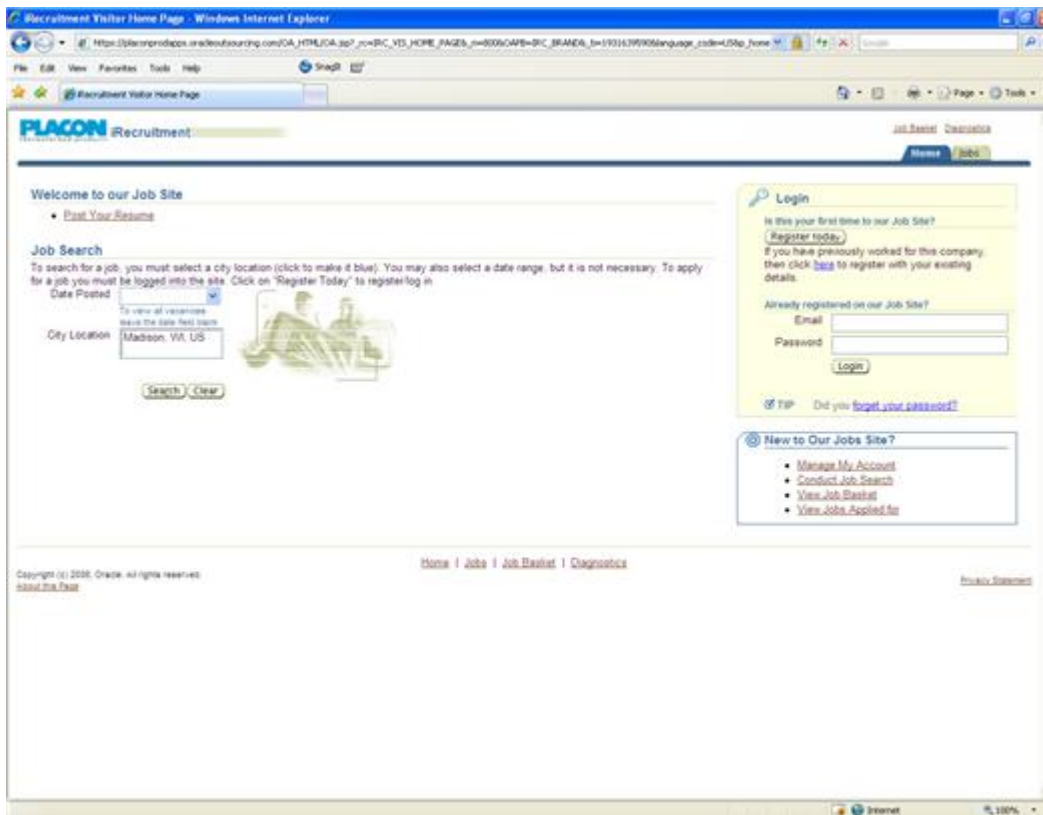 iRecruitment Visitor Home Page - Windows Internet Explorer
File Edit View Favorites Tools Help
SnagIt
iRecruitment Visitor Home Page
Page
Tools
PLACON iRecruitment
Job Basket Diagnostics
Home Jobs
Welcome to our Job Site
Post Your Resume
Job Search
To search for a job, you must select a city location (click to make it blue). You may also select a date range, but it is not necessary. To apply
for a job you must be logged into the site. Click on "Register Today" to register/log in
Date Posted
To view all vacancies
leave the date field blank
City Location
Madison, WI, US
Search Clear
Login
Is this your first time to our Job Site?
Register today
If you have previously worked for this company,
then click here to register with your existing
details.
Already registered on our Job Site?
Email
Password
Login
TIP Did you forget your password?
New to Our Jobs Site?
Manage My Account
Conduct Job Search
View Job Basket
View Jobs Applied for
Home | Jobs | Job Basket | Diagnostics
Copyright (c) 2006, Oracle. All rights reserved.
About this Page
Privacy Statement
Internet
100%